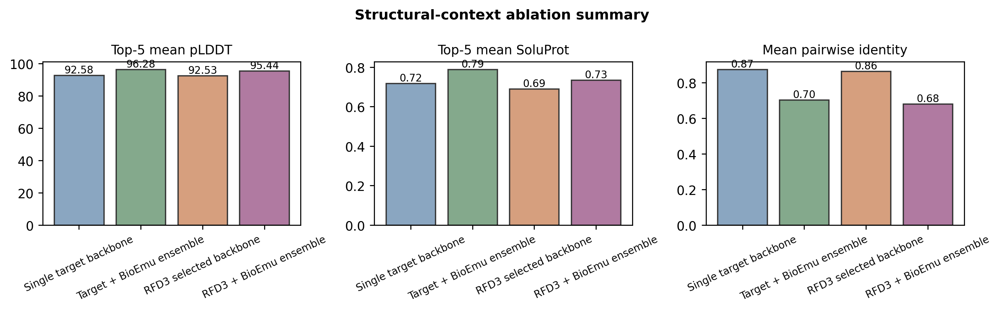 Structural-context ablation summary
Top-5 mean pLDDT
100
80
60
40
20
0
92.58
96.28
92.53
95.44
Single target backbone
Target + BioEmu ensemble
RFD3 selected backbone
RFD3 + BioEmu ensemble
Top-5 mean SoluProt
0.8
0.6
0.4
0.2
0.0
0.72
0.79
0.69
0.73
Single target backbone
Target + BioEmu ensemble
RFD3 selected backbone
RFD3 + BioEmu ensemble
Mean pairwise identity
0.8
0.6
0.4
0.2
0.0
0.87
0.70
0.86
0.68
Single target backbone
Target + BioEmu ensemble
RFD3 selected backbone
RFD3 + BioEmu ensemble